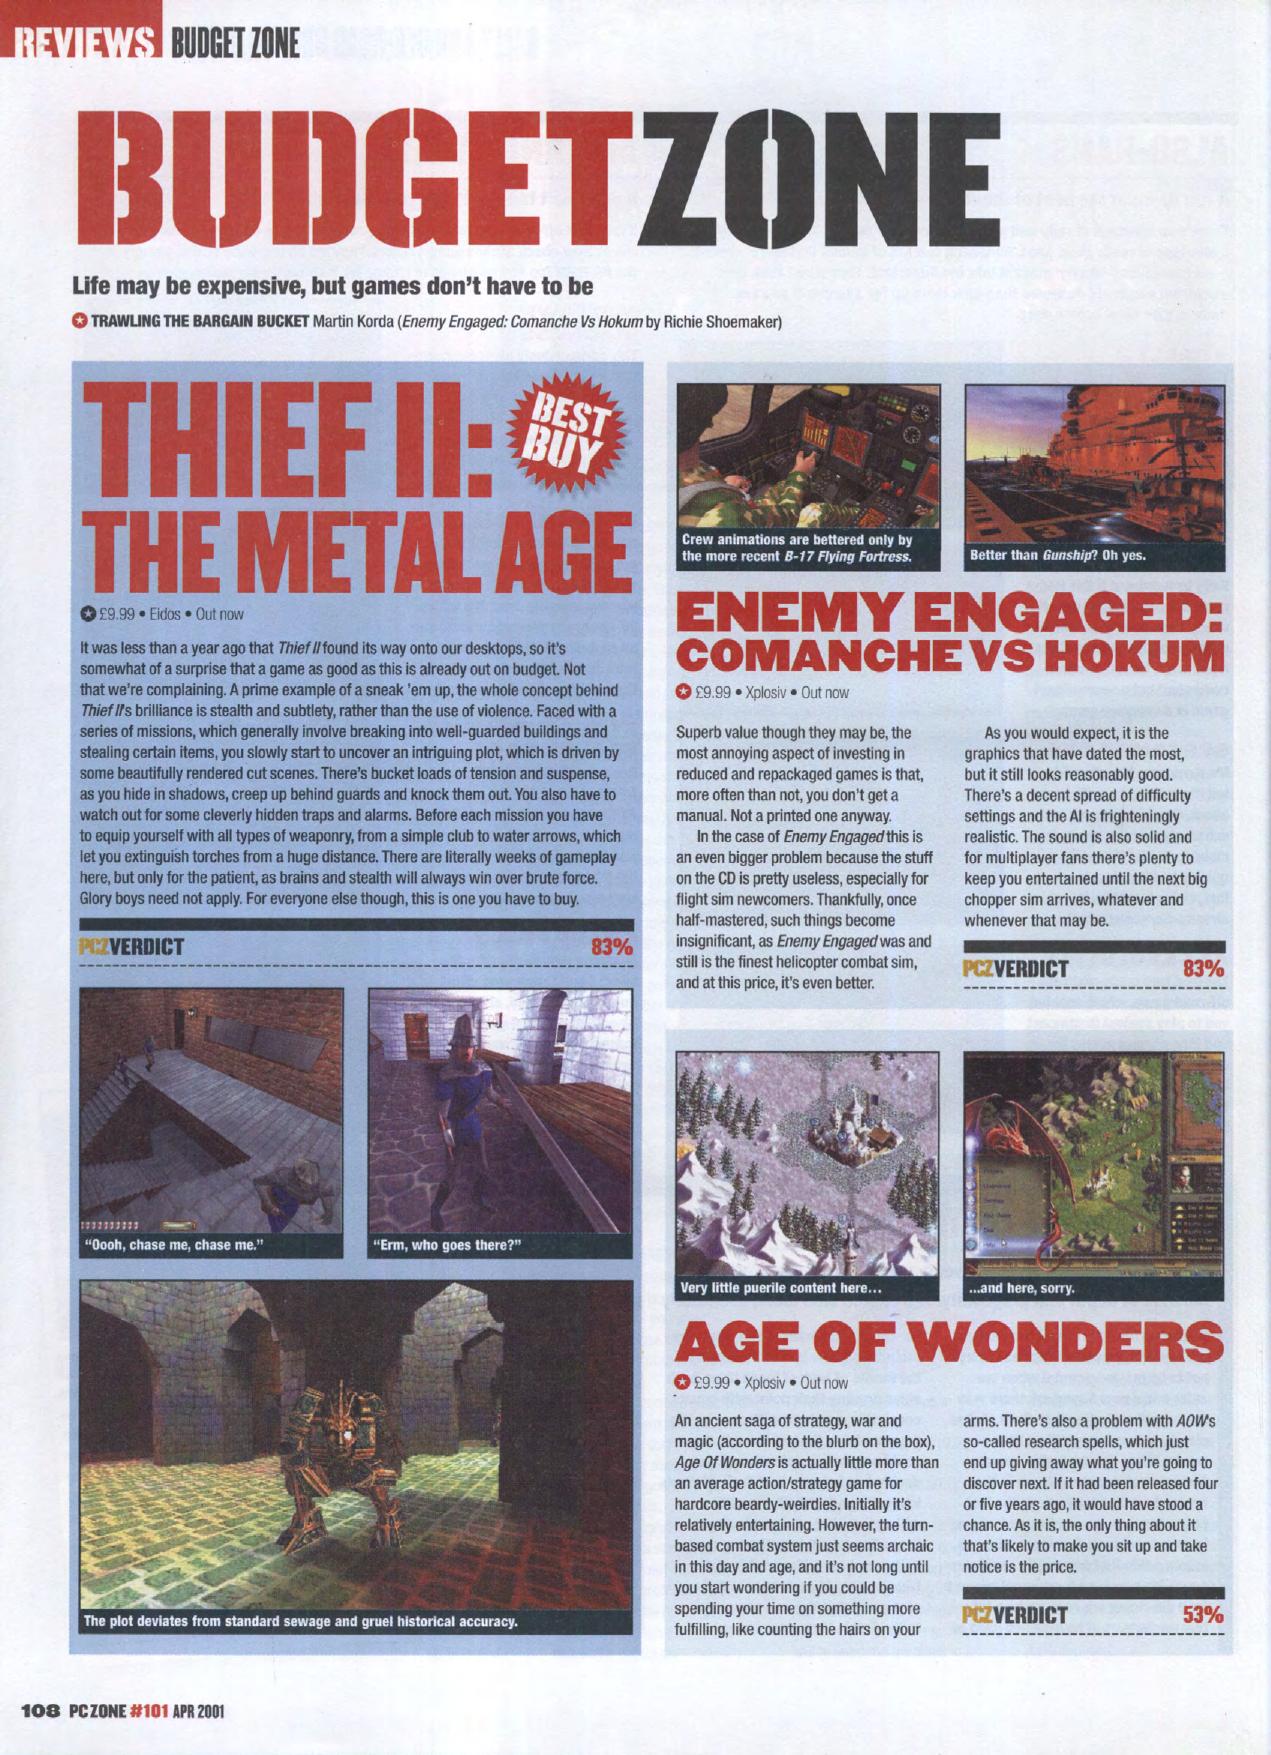 REVIEWS BUDGET ZONE
BUDGETZONE
Life may be expensive, but games don't have to be
TRAWLING THE BARGAIN BUCKET Martin Korda (Enemy Engaged: Comanche Vs Hokum by Richie Shoemaker)
THIEF II:
BEST
BUY
THE METAL AGE
£9.99 • Eidos • Out now
It was less than a year ago that Thief II found its way onto our desktops, so it's
somewhat of a surprise that a game as good as this is already out on budget. Not
that we're complaining. A prime example of a sneak 'em up, the whole concept behind
Thief II's brilliance is stealth and subtlety, rather than the use of violence. Faced with a
series of missions, which generally involve breaking into well-guarded buildings and
stealing certain items, you slowly start to uncover an intriguing plot, which is driven by
some beautifully rendered cut scenes. There's bucket loads of tension and suspense,
as you hide in shadows, creep up behind guards and knock them out. You also have to
watch out for some cleverly hidden traps and alarms. Before each mission you have
to equip yourself with all types of weaponry, from a simple club to water arrows, which
let you extinguish torches from a huge distance. There are literally weeks of gameplay
here, but only for the patient, as brains and stealth will always win over brute force.
Glory boys need not apply. For everyone else though, this is one you have to buy.
PCZVERDICT 83%
"Oooh, chase me, chase me."
"Erm, who goes there?"
The plot deviates from standard sewage and gruel historical accuracy.
Crew animations are bettered only by
the more recent B-17 Flying Fortress.
Better than Gunship? Oh yes.
ENEMY ENGAGED:
COMANCHE VS HOKUM
£9.99 • Xplosiv • Out now
Superb value though they may be, the
most annoying aspect of investing in
reduced and repackaged games is that,
more often than not, you don't get a
manual. Not a printed one anyway.
In the case of Enemy Engaged this is
an even bigger problem because the stuff
on the CD is pretty useless, especially for
flight sim newcomers. Thankfully, once
half-mastered, such things become
insignificant, as Enemy Engaged was and
still is the finest helicopter combat sim,
and at this price, it's even better.
As you would expect, it is the
graphics that have dated the most,
but it still looks reasonably good.
There's a decent spread of difficulty
settings and the AI is frighteningly
realistic. The sound is also solid and
for multiplayer fans there's plenty to
keep you entertained until the next big
chopper sim arrives, whatever and
whenever that may be.
PCZVERDICT 83%
Very little puerile content here...
...and here, sorry.
AGE OF WONDERS
£9.99 • Xplosiv • Out now
An ancient saga of strategy, war and
magic (according to the blurb on the box),
Age Of Wonders is actually little more than
an average action/strategy game for
hardcore beardy-weirdies. Initially it's
relatively entertaining. However, the turn-
based combat system just seems archaic
in this day and age, and it's not long until
you start wondering if you could be
spending your time on something more
fulfilling, like counting the hairs on your
arms. There's also a problem with AOW's
so-called research spells, which just
end up giving away what you're going to
discover next. If it had been released four
or five years ago, it would have stood a
chance. As it is, the only thing about it
that's likely to make you sit up and take
notice is the price.
PCZVERDICT 53%
108 PCZONE #101 APR 2001